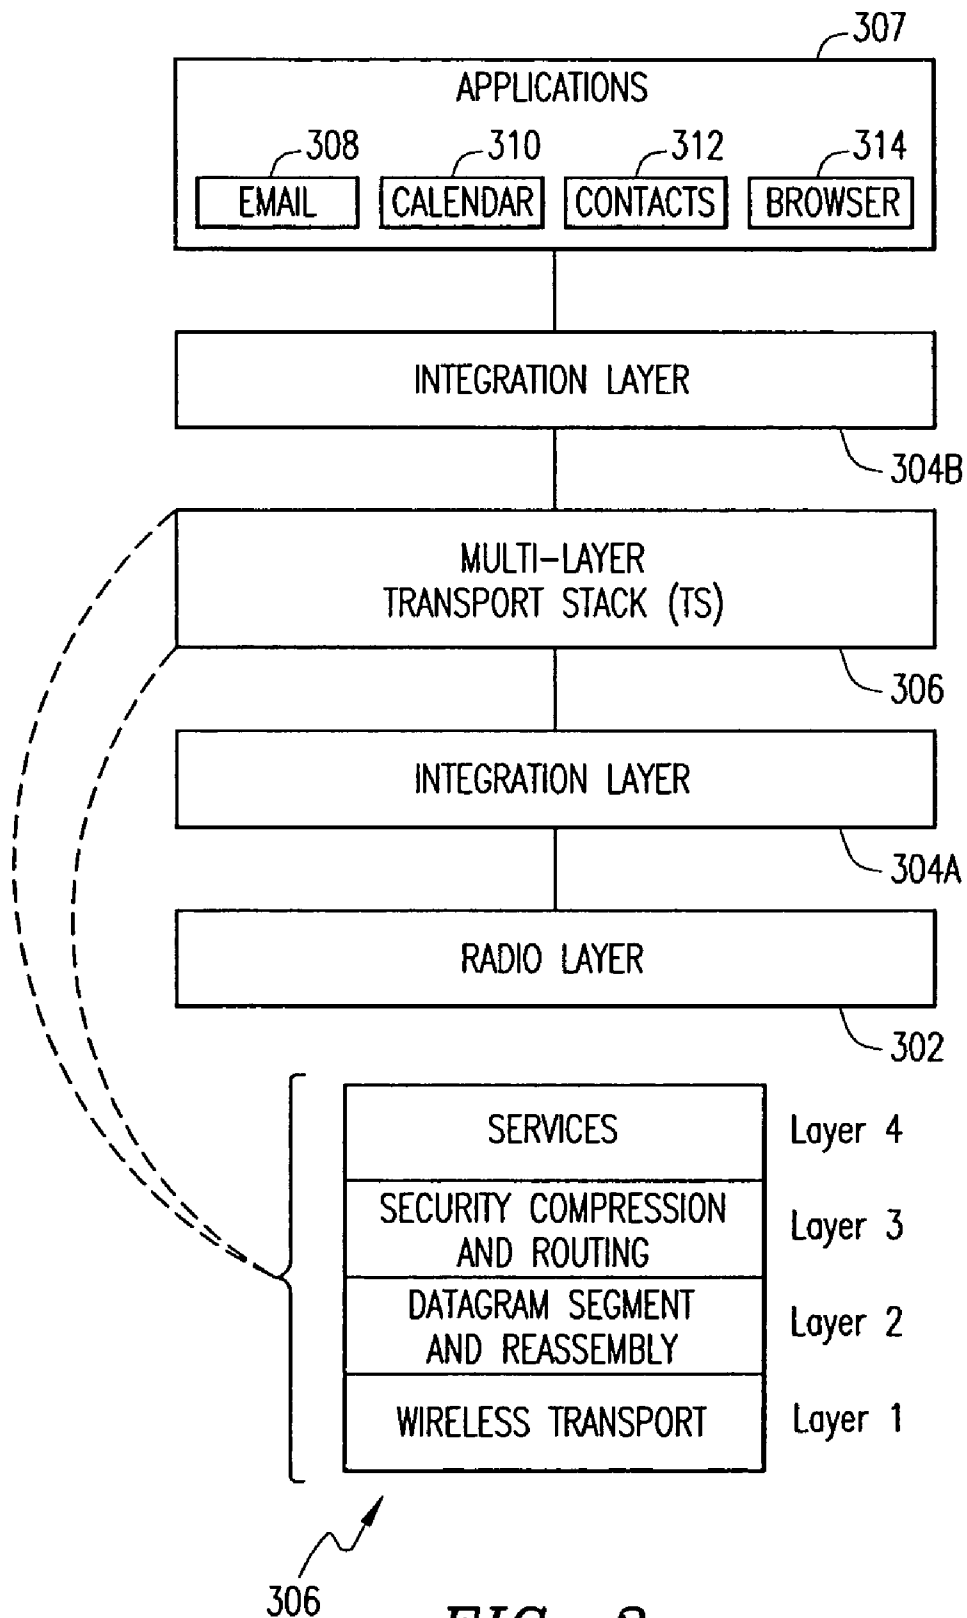 307
APPLICATIONS
308 310 312 314
EMAIL CALENDAR CONTACTS BROWSER
INTEGRATION LAYER
304B
MULTI-LAYER
TRANSPORT STACK (TS)
306
INTEGRATION LAYER
304A
RADIO LAYER
302
SERVICES Layer 4
SECURITY COMPRESSION
AND ROUTING
Layer 3
DATAGRAM SEGMENT
AND REASSEMBLY
Layer 2
WIRELESS TRANSPORT Layer 1
306
FIG.